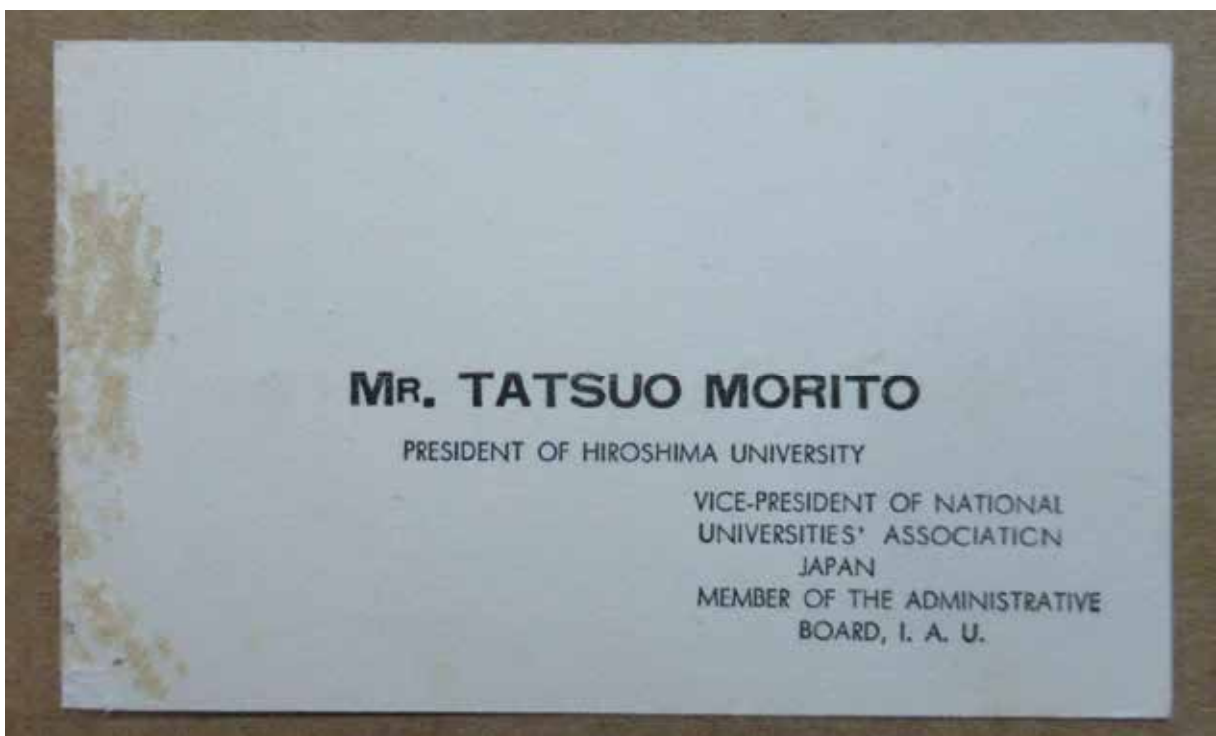 MR. TATSUO MORITO
PRESIDENT OF HIROSHIMA UNIVERSITY
VICE-PRESIDENT OF NATIONAL
UNIVERSITIES' ASSOCIATICN
JAPAN
MEMBER OF THE ADMINISTRATIVE
BOARD, I. A. U.